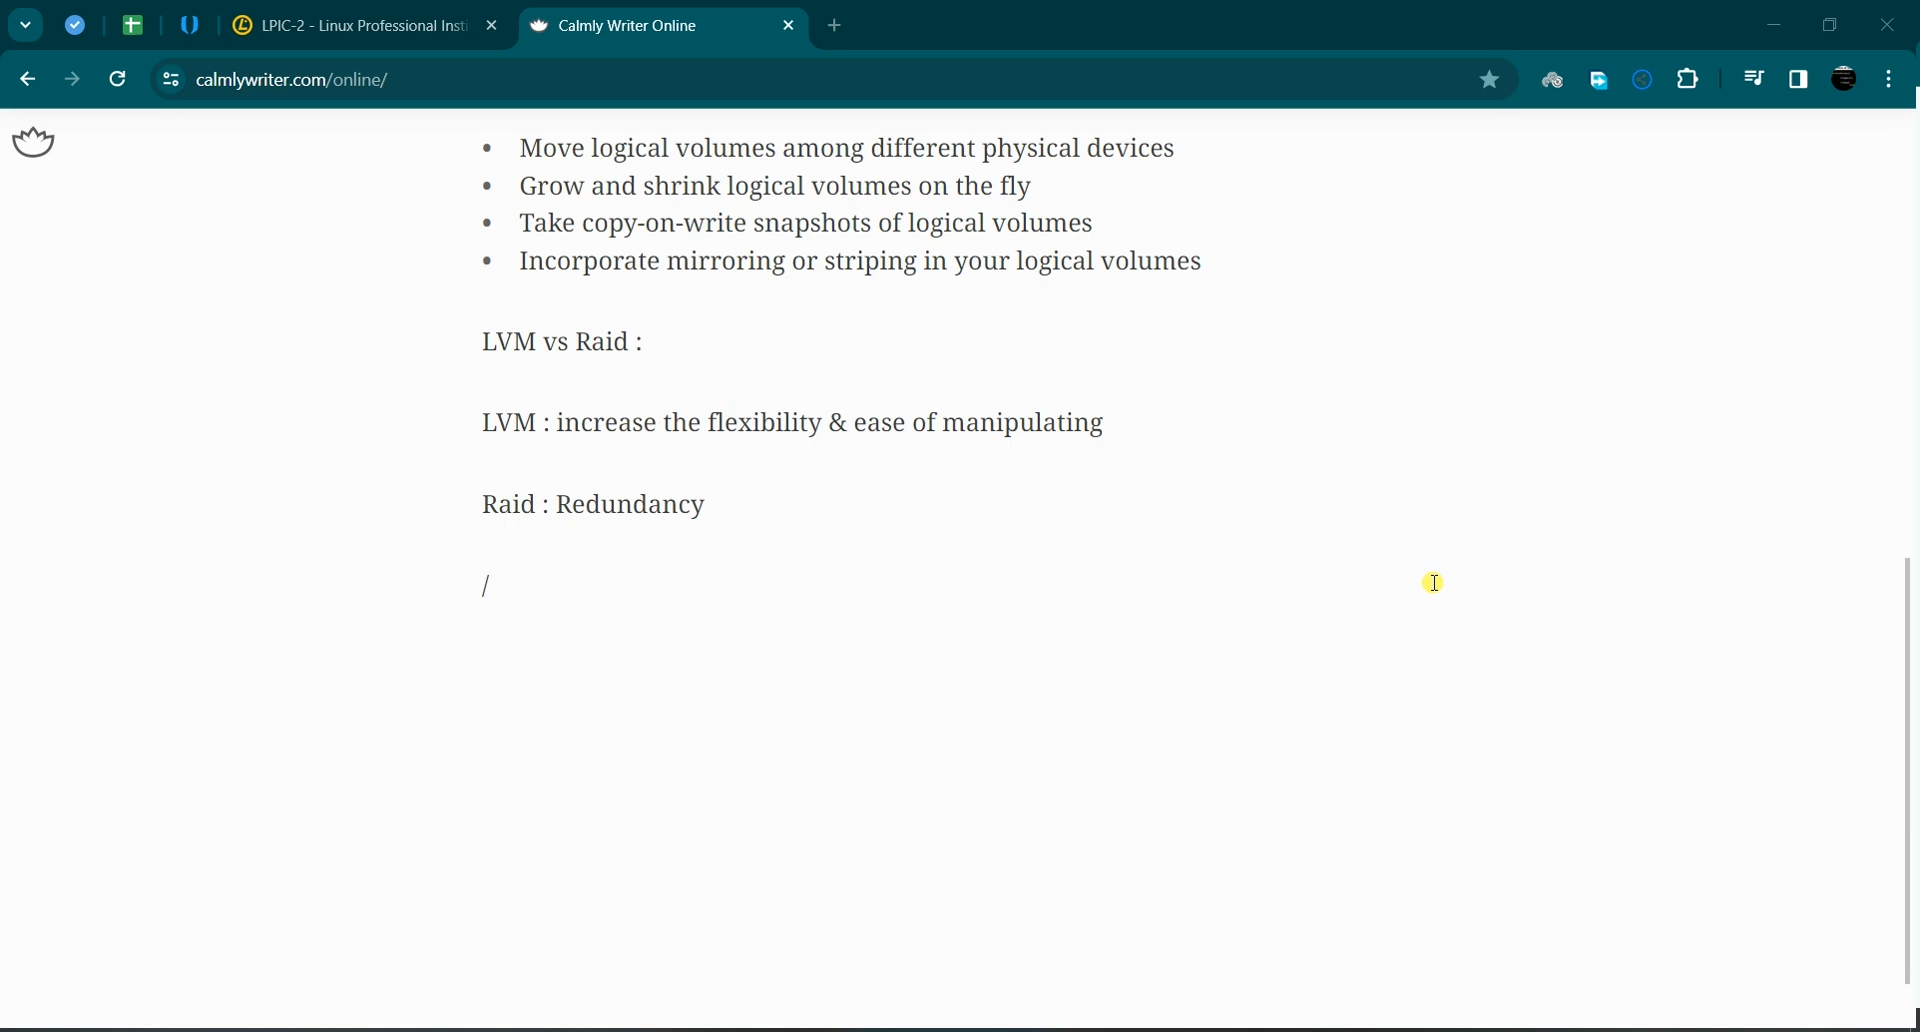 LPIC-2 - Linux Professional Insti
Calmly Writer Online
calmlywriter.com/online/
• Move logical volumes among different physical devices
• Grow and shrink logical volumes on the fly
• Take copy-on-write snapshots of logical volumes
• Incorporate mirroring or striping in your logical volumes
LVM vs Raid :
LVM : increase the flexibility & ease of manipulating
Raid : Redundancy
/